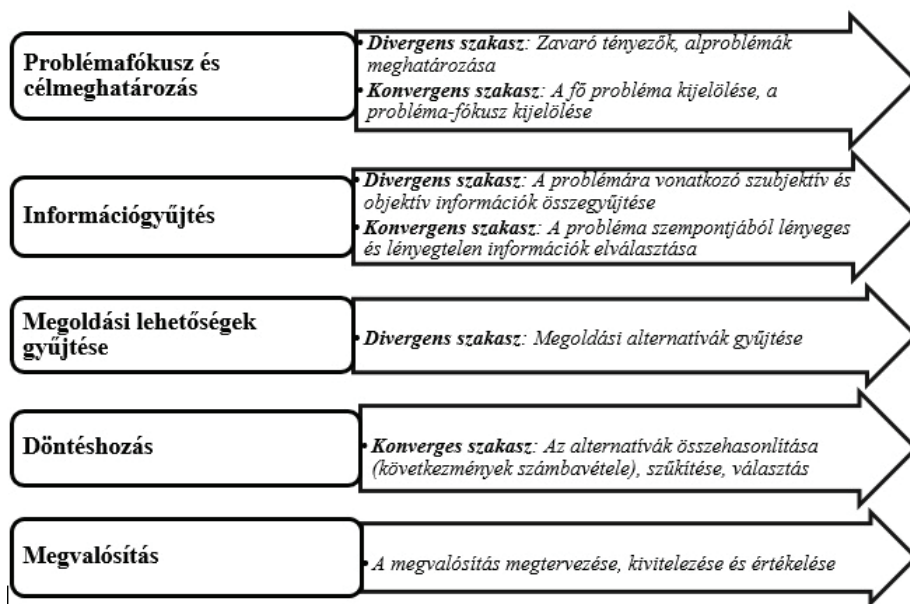 Problémafókusz és
célmeghatározás
• Divergens szakasz: Zavaró tényezők, alproblémák
meghatározása
• Konvergens szakasz: A fő probléma kijelölése, a
probléma-fókusz kijelölése
Információgyűjtés
• Divergens szakasz: A problémára vonatkozó szubjektív és
objektív információk összegyűjtése
• Konvergens szakasz: A probléma szempontjából lényeges
és lényegtelen információk elválasztása
Megoldási lehetőségek
gyűjtése
• Divergens szakasz: Megoldási alternatívák gyűjtése
Döntéshozás
• Konverges szakasz: Az alternatívák összehasonlítása
(következmények számbavétele), szűkítése, választás
Megvalósítás
• A megvalósítás megtervezése, kivitelezése és értékelése